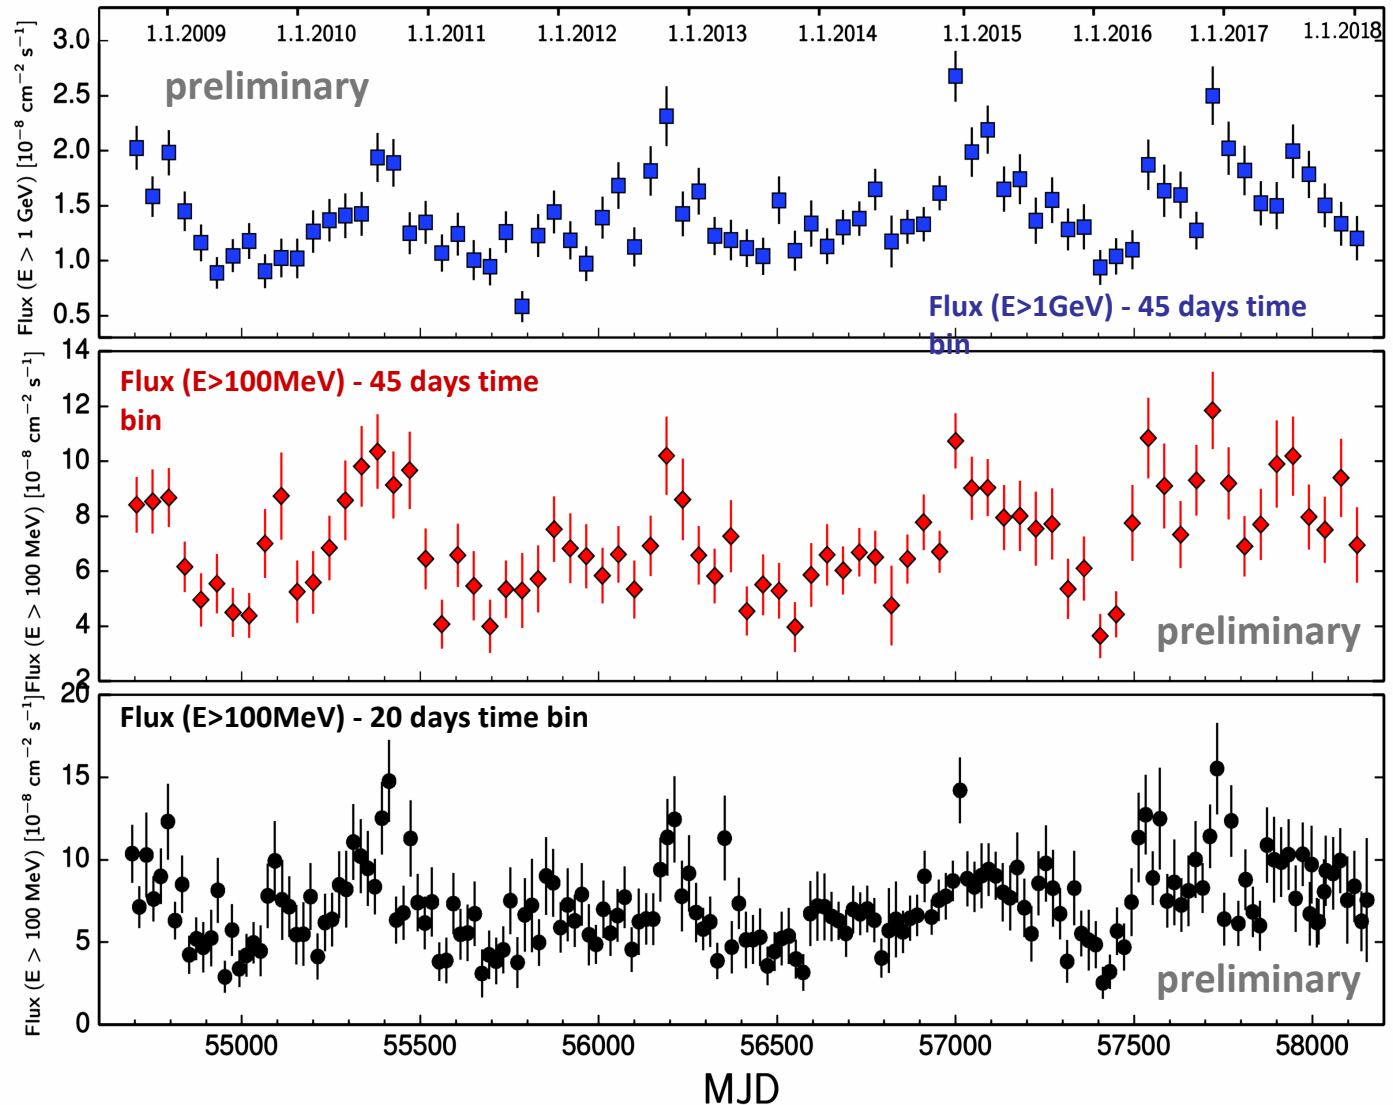 1.1.2009 1.1.2010 1.1.2011 1.1.2012 1.1.2013 1.1.2014 1.1.2015 1.1.2016 1.1.2017 1.1.2018
Flux (E > 1 GeV) [10⁻⁸ cm⁻² s⁻¹]
3.0
2.5
2.0
1.5
1.0
0.5
preliminary
Flux (E>1GeV) - 45 days time
bin
Flux (E > 100 MeV) [10⁻⁸ cm⁻² s⁻¹]
14
12
10
8
6
4
2
Flux (E>100MeV) - 45 days time
bin
preliminary
Flux (E > 100 MeV) [10⁻⁸ cm⁻² s⁻¹]
20
15
10
5
0
Flux (E>100MeV) - 20 days time bin
preliminary
55000 55500 56000 56500 57000 57500 58000
MJD